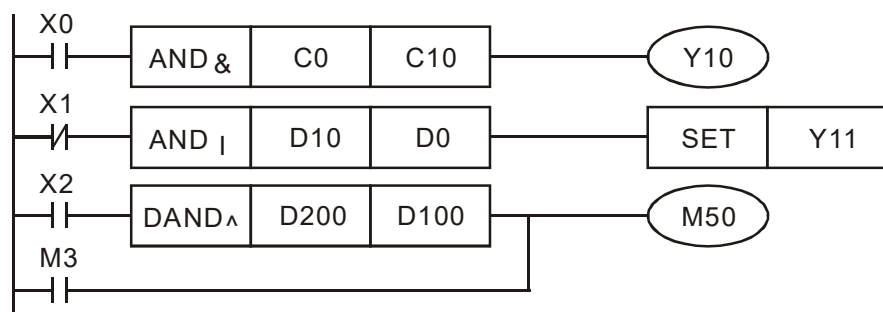 X0
AND & C0 C10 Y10
X1
AND | D10 D0 SET Y11
X2
DAND^ D200 D100 M50
M3